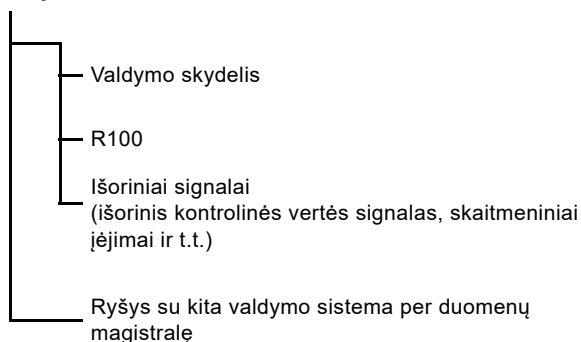 Valdymo skydelis
R100
Išoriniai signalai
(išorinis kontrolinės vertės signalas, skaitmeniniai
įėjimai ir t.t.)
Ryšys su kita valdymo sistema per duomenų
magistralę